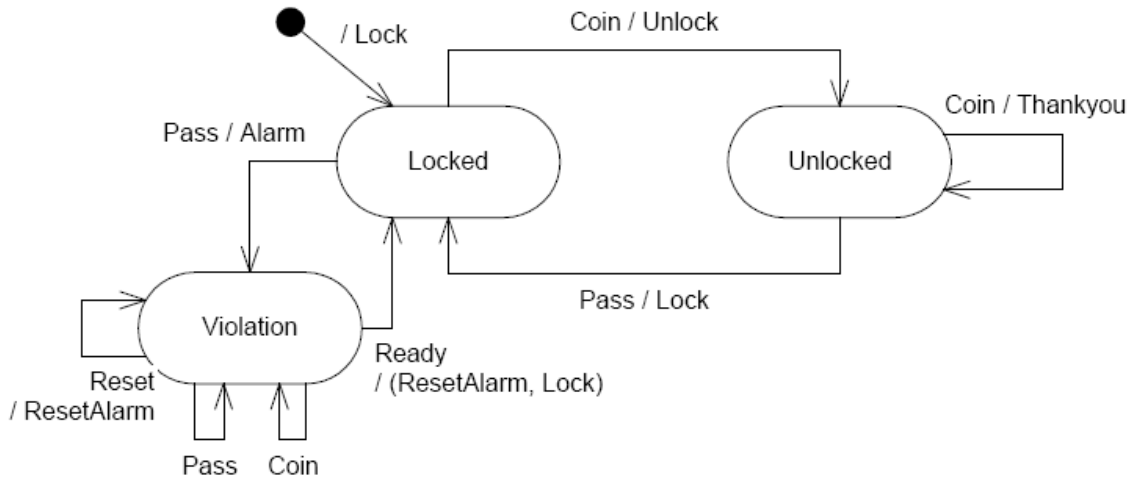 / Lock
Coin / Unlock
Pass / Alarm
Locked
Unlocked
Coin / Thankyou
Pass / Lock
Violation
Ready
/ (ResetAlarm, Lock)
Reset
/ ResetAlarm
Pass
Coin